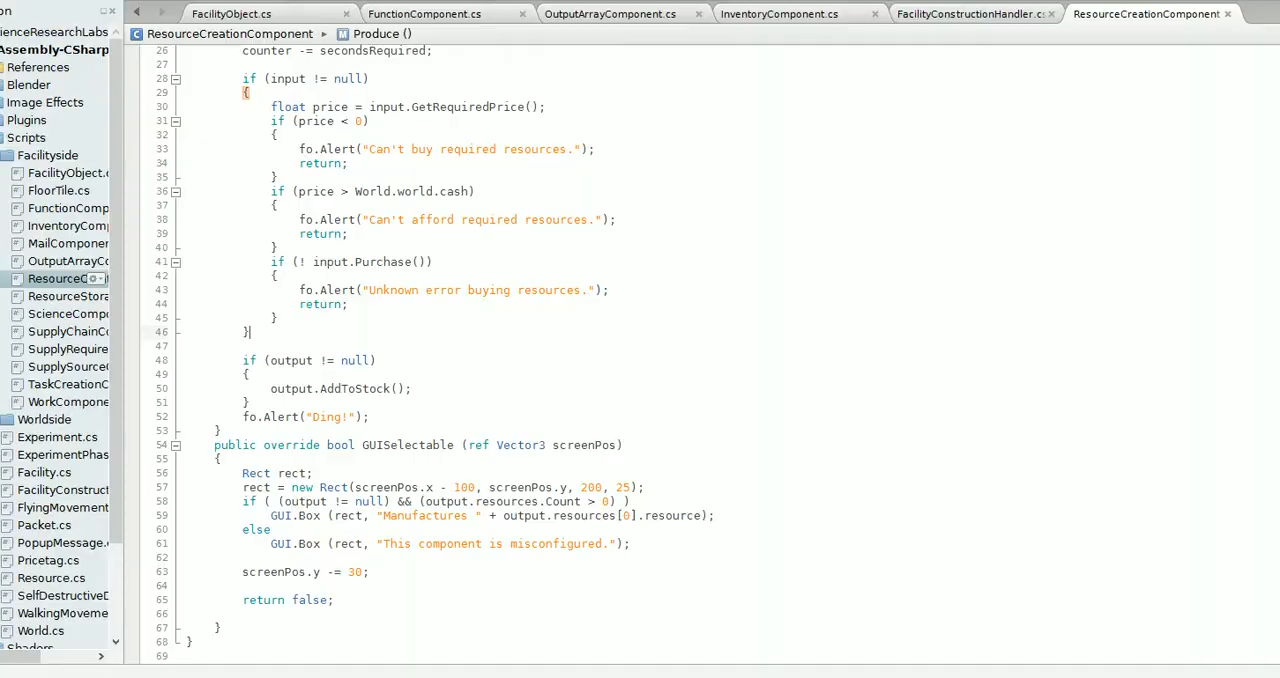 on
FacilityObject.cs
FunctionComponent.cs
OutputArrayComponent.cs
InventoryComponent.cs
FacilityConstructionHandler.cs
ResourceCreationComponent
ienceResearchLabs
Assembly-CSharp
References
Blender
Image Effects
Plugins
Scripts
Facilityside
FacilityObject.c
FloorTile.cs
FunctionComp
InventoryComp
MailComponen
OutputArrayCo
ResourceC
ResourceStora
ScienceCompo
SupplyChainCo
SupplyRequire
SupplySource
TaskCreationC
WorkCompone
Worldside
Experiment.cs
ExperimentPhas
Facility.cs
FacilityConstruct
FlyingMovement
Packet.cs
PopupMessage.
Pricetag.cs
Resource.cs
SelfDestructiveD
WalkingMoveme
World.cs
Shaders
ResourceCreationComponent ▸ Produce ()
26 counter -= secondsRequired;
27
28 if (input != null)
29 {
30 float price = input.GetRequiredPrice();
31 if (price < 0)
32 {
33 fo.Alert("Can't buy required resources.");
34 return;
35 }
36 if (price > World.world.cash)
37 {
38 fo.Alert("Can't afford required resources.");
39 return;
40 }
41 if (! input.Purchase())
42 {
43 fo.Alert("Unknown error buying resources.");
44 return;
45 }
46 }
47
48 if (output != null)
49 {
50 output.AddToStock();
51 }
52 fo.Alert("Ding!");
53 }
54 public override bool GUISelectable (ref Vector3 screenPos)
55 {
56 Rect rect;
57 rect = new Rect(screenPos.x - 100, screenPos.y, 200, 25);
58 if ( (output != null) && (output.resources.Count > 0) )
59 GUI.Box (rect, "Manufactures " + output.resources[0].resource);
60 else
61 GUI.Box (rect, "This component is misconfigured.");
62
63 screenPos.y -= 30;
64
65 return false;
66
67 }
68 }
69